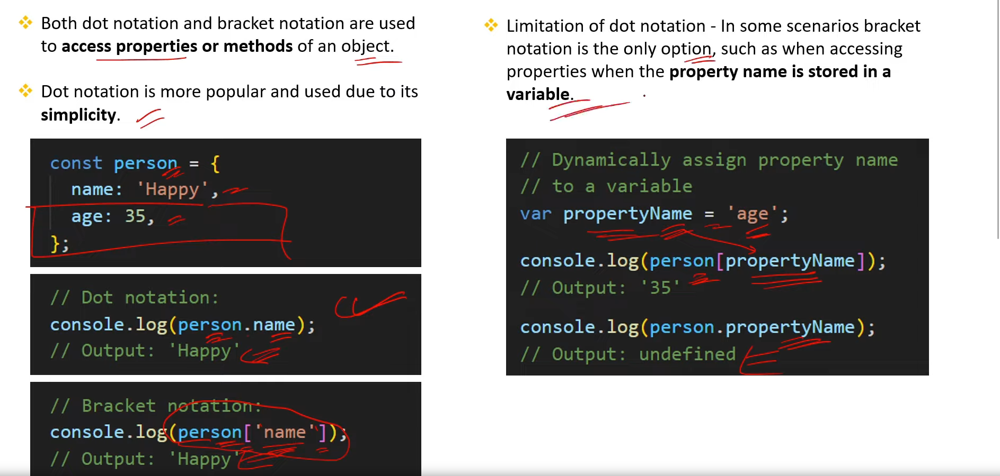 Both dot notation and bracket notation are used
to access properties or methods of an object.
Dot notation is more popular and used due to its
simplicity.
const person = {
name: 'Happy',
age: 35,
};
// Dot notation:
console.log(person.name);
// Output: 'Happy'
// Bracket notation:
console.log(person['name']);
// Output: 'Happy'
Limitation of dot notation - In some scenarios bracket
notation is the only option, such as when accessing
properties when the property name is stored in a
variable.
// Dynamically assign property name
// to a variable
var propertyName = 'age';
console.log(person[propertyName]);
// Output: '35'
console.log(person.propertyName);
// Output: undefined